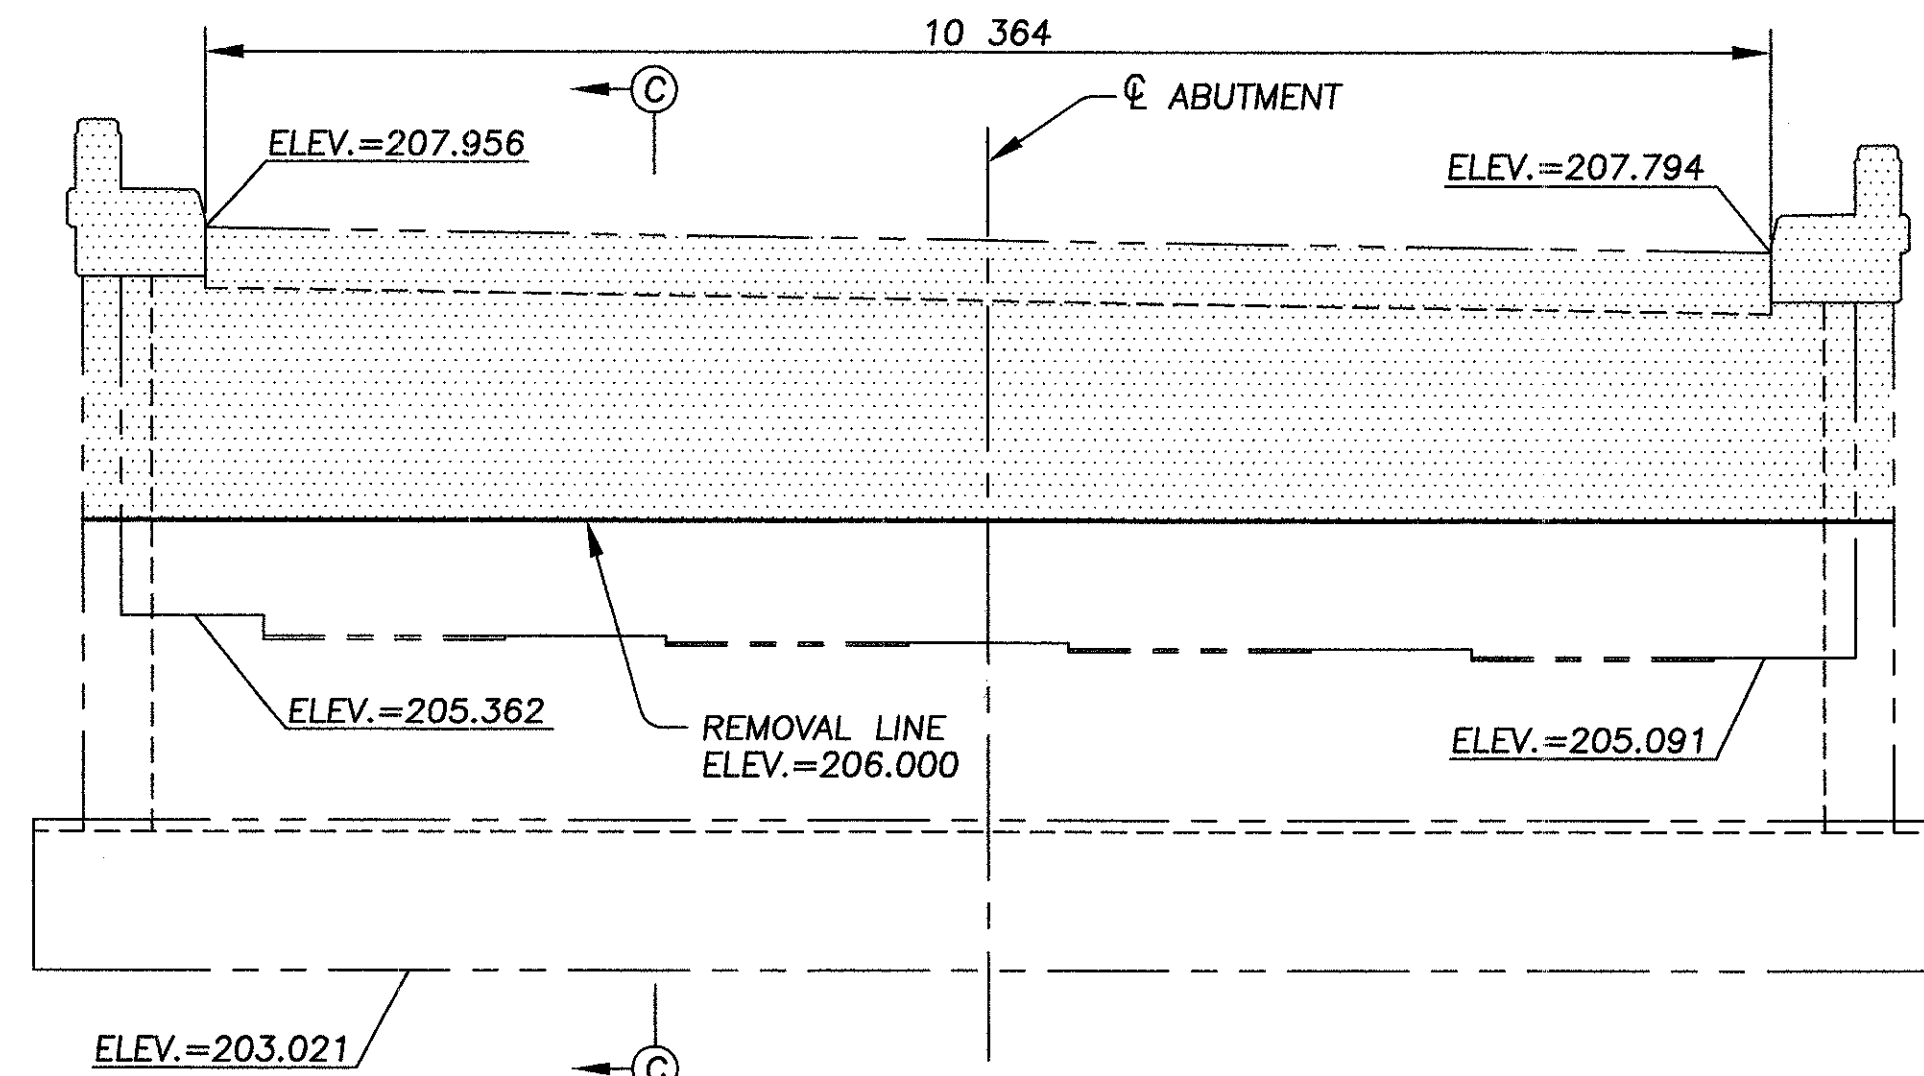 10 364
C
℄ ABUTMENT
ELEV.=207.956
ELEV.=207.794
ELEV.=205.362
REMOVAL LINE
ELEV.=206.000
ELEV.=205.091
ELEV.=203.021
C